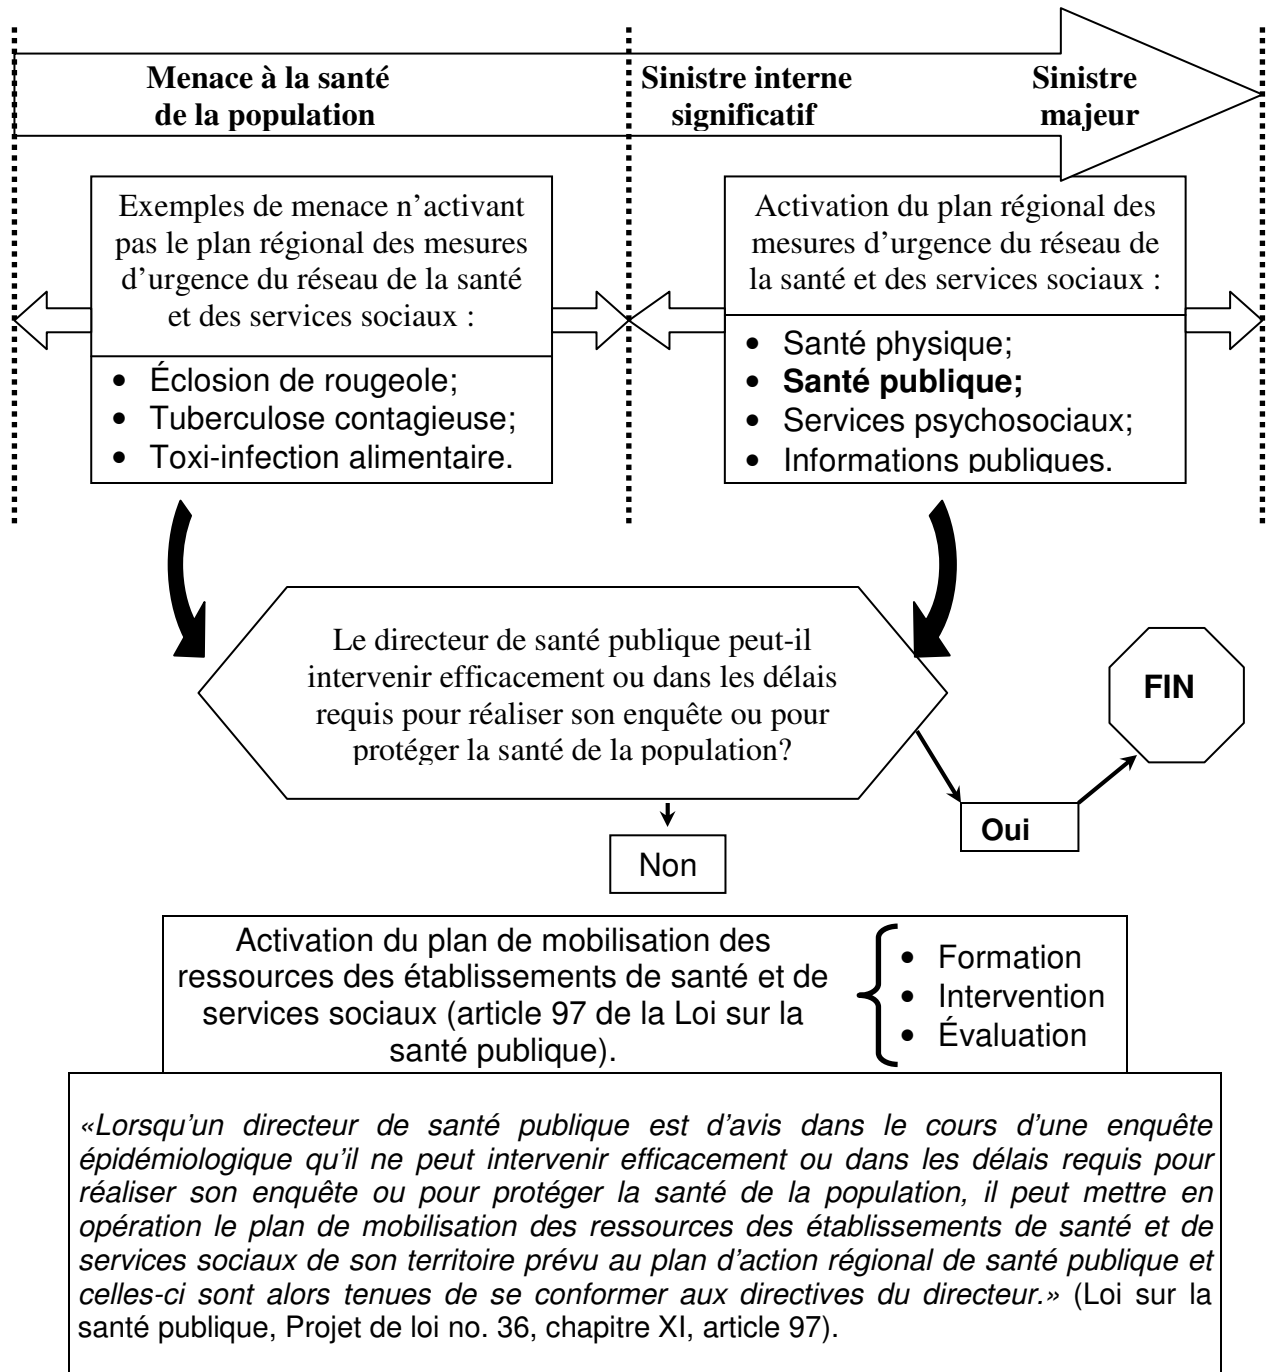 Menace à la santé
de la population
Sinistre interne
significatif
Sinistre
majeur
Exemples de menace n’activant
pas le plan régional des mesures
d’urgence du réseau de la santé
et des services sociaux :
• Éclosion de rougeole;
• Tuberculose contagieuse;
• Toxi-infection alimentaire.
Activation du plan régional des
mesures d’urgence du réseau de
la santé et des services sociaux :
• Santé physique;
• Santé publique;
• Services psychosociaux;
• Informations publiques.
Le directeur de santé publique peut-il
intervenir efficacement ou dans les délais
requis pour réaliser son enquête ou pour
protéger la santé de la population?
FIN
Oui
Non
Activation du plan de mobilisation des
ressources des établissements de santé et de
services sociaux (article 97 de la Loi sur la
santé publique).
• Formation
• Intervention
• Évaluation
«Lorsqu’un directeur de santé publique est d’avis dans le cours d’une enquête
épidémiologique qu’il ne peut intervenir efficacement ou dans les délais requis pour
réaliser son enquête ou pour protéger la santé de la population, il peut mettre en
opération le plan de mobilisation des ressources des établissements de santé et de
services sociaux de son territoire prévu au plan d’action régional de santé publique et
celles-ci sont alors tenues de se conformer aux directives du directeur.» (Loi sur la
santé publique, Projet de loi no. 36, chapitre XI, article 97).